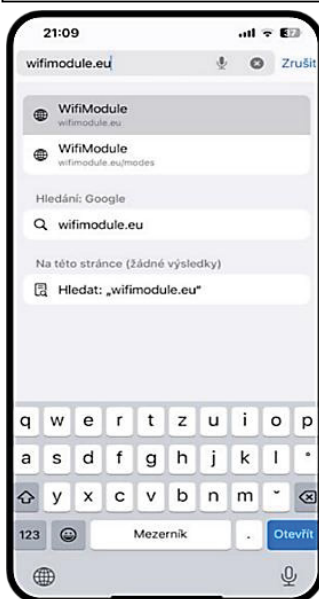 21:09
37
wifimodule.eu
Zrušit
WifiModule
wifimodule.eu
WifiModule
wifimodule.eu/modes
Hledání: Google
wifimodule.eu
Na této stránce (žádné výsledky)
Hledat: „wifimodule.eu“
q w e r t z u i o p
a s d f g h j k l
y x c v b n m ˇ
123 Mezerník . Otevřít